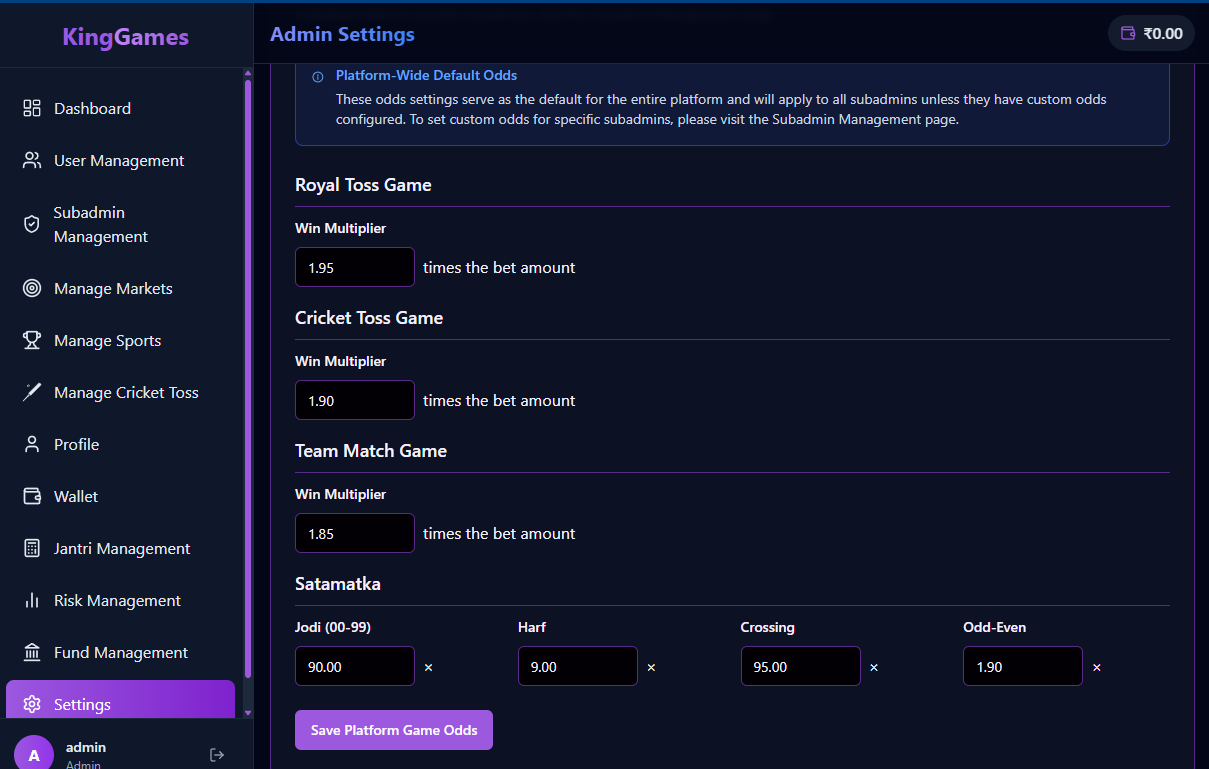 KingGames
Admin Settings
₹0.00
Dashboard
User Management
Subadmin
Management
Manage Markets
Manage Sports
Manage Cricket Toss
Profile
Wallet
Jantri Management
Risk Management
Fund Management
Settings
A
admin
Admin
Platform-Wide Default Odds
These odds settings serve as the default for the entire platform and will apply to all subadmins unless they have custom odds
configured. To set custom odds for specific subadmins, please visit the Subadmin Management page.
Royal Toss Game
Win Multiplier
1.95 times the bet amount
Cricket Toss Game
Win Multiplier
1.90 times the bet amount
Team Match Game
Win Multiplier
1.85 times the bet amount
Satamatka
Jodi (00-99) Harf Crossing Odd-Even
90.00 × 9.00 × 95.00 × 1.90 ×
Save Platform Game Odds